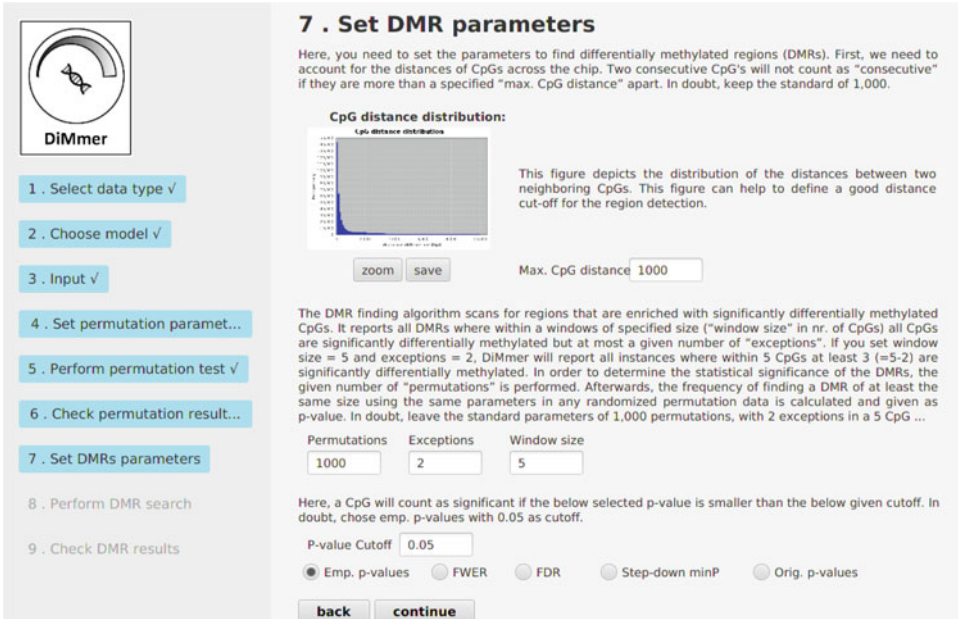 DiMmer
1 . Select data type √
2 . Choose model √
3 . Input √
4 . Set permutation paramet...
5 . Perform permutation test √
6 . Check permutation result...
7 . Set DMRs parameters
8 . Perform DMR search
9 . Check DMR results
7 . Set DMR parameters
Here, you need to set the parameters to find differentially methylated regions (DMRs). First, we need to
account for the distances of CpGs across the chip. Two consecutive CpG's will not count as “consecutive”
if they are more than a specified “max. CpG distance” apart. In doubt, keep the standard of 1,000.
CpG distance distribution:
CpG distance distribution
This figure depicts the distribution of the distances between two
neighboring CpGs. This figure can help to define a good distance
cut-off for the region detection.
zoom save
Max. CpG distance 1000
The DMR finding algorithm scans for regions that are enriched with significantly differentially methylated
CpGs. It reports all DMRs where within a windows of specified size (“window size” in nr. of CpGs) all CpGs
are significantly differentially methylated but at most a given number of “exceptions”. If you set window
size = 5 and exceptions = 2, DiMmer will report all instances where within 5 CpGs at least 3 (=5-2) are
significantly differentially methylated. In order to determine the statistical significance of the DMRs, the
given number of “permutations” is performed. Afterwards, the frequency of finding a DMR of at least the
same size using the same parameters in any randomized permutation data is calculated and given as
p-value. In doubt, leave the standard parameters of 1,000 permutations, with 2 exceptions in a 5 CpG ...
Permutations Exceptions Window size
1000 2 5
Here, a CpG will count as significant if the below selected p-value is smaller than the below given cutoff. In
doubt, chose emp. p-values with 0.05 as cutoff.
P-value Cutoff 0.05
Emp. p-values FWER FDR Step-down minP Orig. p-values
back continue